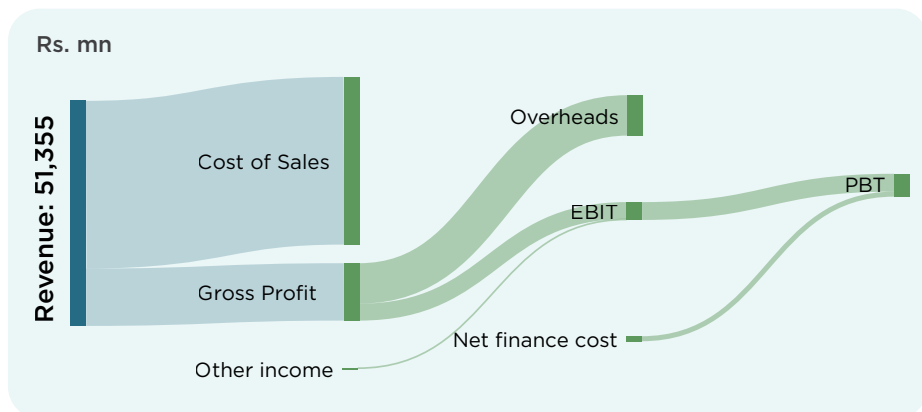 Rs. mn
Revenue: 51,355
Cost of Sales
Gross Profit
Other income
Overheads
EBIT
Net finance cost
PBT